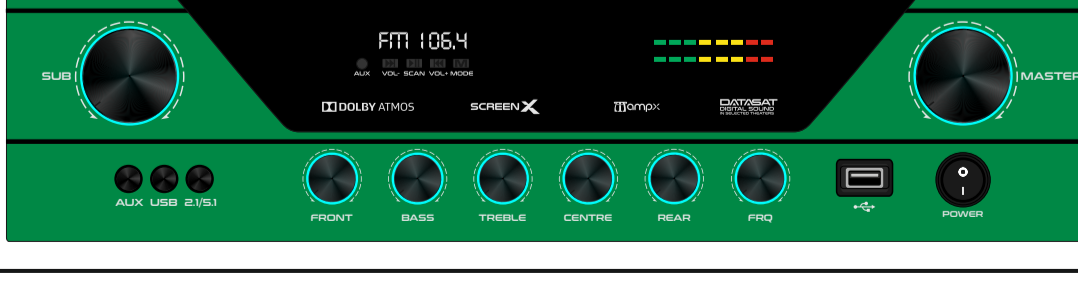 FM 106.4
SUB
MASTER
AUX VOL- SCAN VOL+ MODE
DOLBY ATMOS
SCREEN X
ampx
DATASAT
DIGITAL SOUND
IN SELECTED THEATERS
AUX USB 2.1/5.1
FRONT BASS TREBLE CENTRE REAR FRQ
POWER